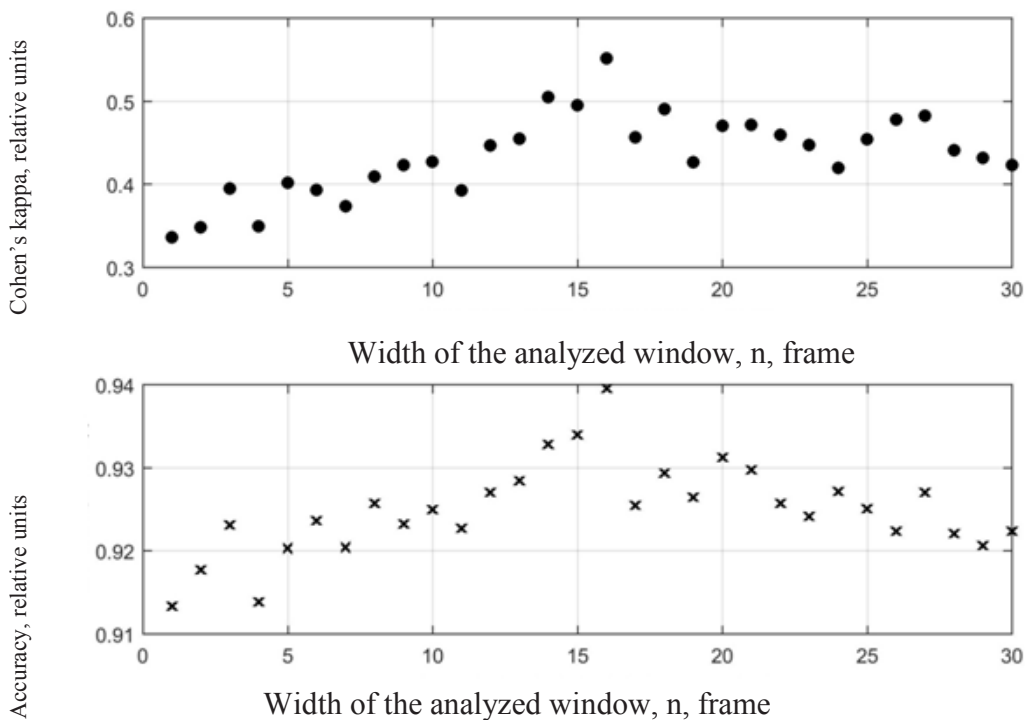 Cohen's kappa, relative units
0.6
0.5
0.4
0.3
0 5 10 15 20 25 30
Width of the analyzed window, n, frame
Accuracy, relative units
0.94
0.93
0.92
0.91
0 5 10 15 20 25 30
Width of the analyzed window, n, frame